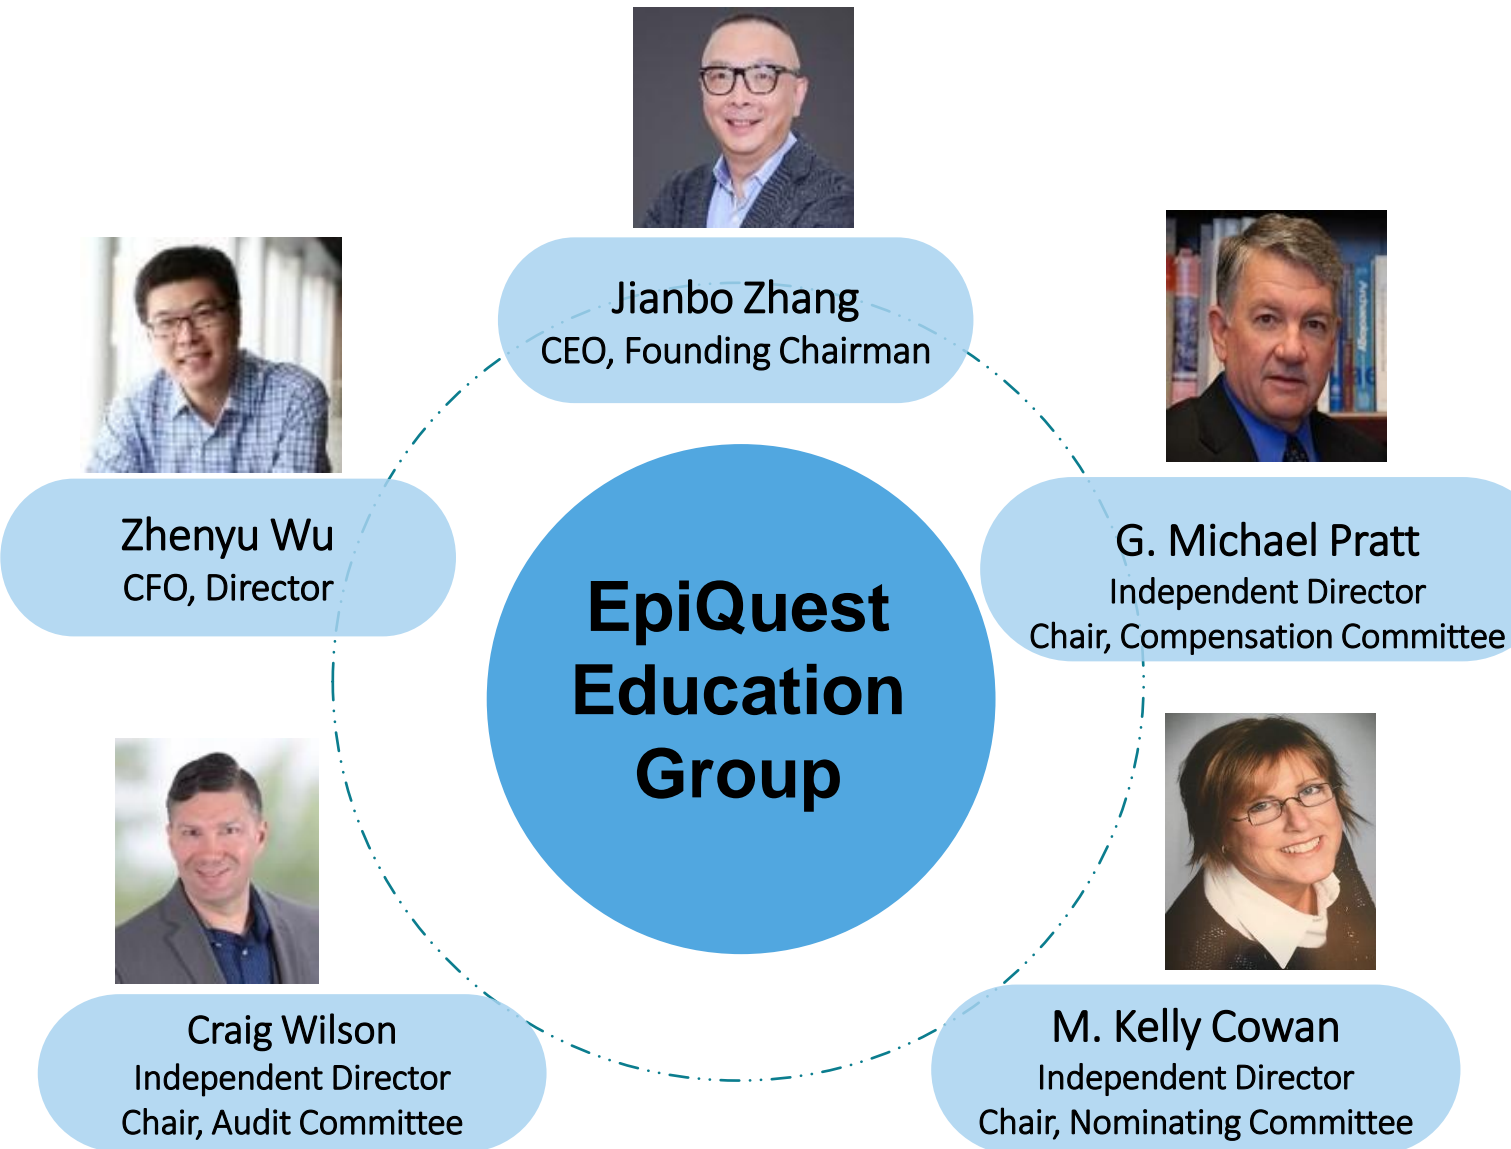 Jianbo Zhang
CEO, Founding Chairman
Zhenyu Wu
CFO, Director
G. Michael Pratt
Independent Director
Chair, Compensation Committee
EpiQuest
Education
Group
Craig Wilson
Independent Director
Chair, Audit Committee
M. Kelly Cowan
Independent Director
Chair, Nominating Committee
Archaeology